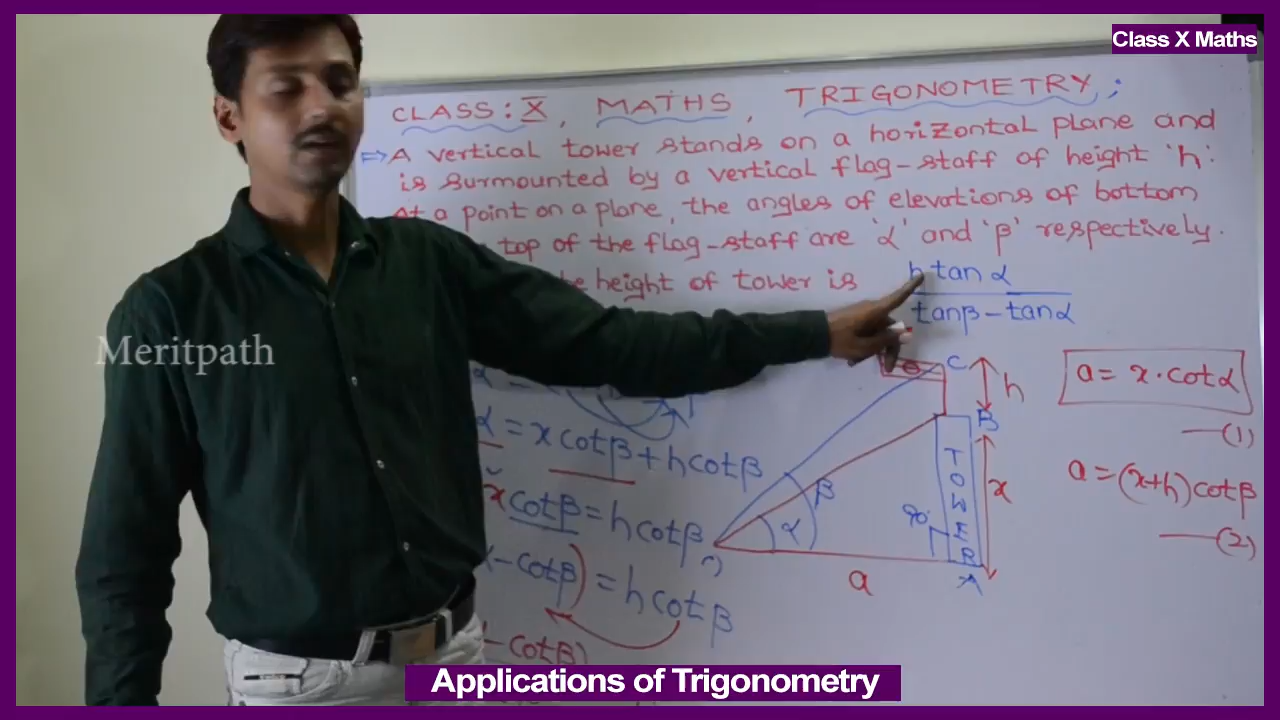 Class X Maths
CLASS: X, MATHS, TRIGONOMETRY;
⇒ A vertical tower stands on a horizontal plane and
is surmounted by a vertical flag-staff of height 'h'.
At a point on a plane, the angles of elevations of bottom
top of the flag-staff are 'α' and 'β' respectively.
height of tower is
h tan α
tanβ - tanα
Meritpath
C
h
a = x·cotα
(1)
B
α = x cotβ + h cotβ
TOWER
x
a = (x+h) cotβ
(2)
x cotβ = h cotβ
β
α
90°
a
A
- cotβ) = h cotβ
- cotβ)
Applications of Trigonometry